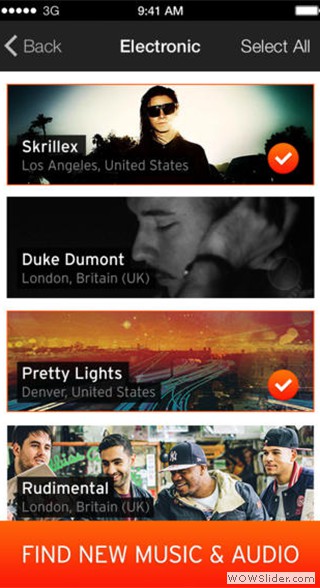 3G 9:41 AM
Back Electronic Select All
Skrillex
Los Angeles, United States
Duke Dumont
London, Britain (UK)
Pretty Lights
Denver, United States
Rudimental
London, Britain (UK)
FIND NEW MUSIC & AUDIO
WOWSlider.com